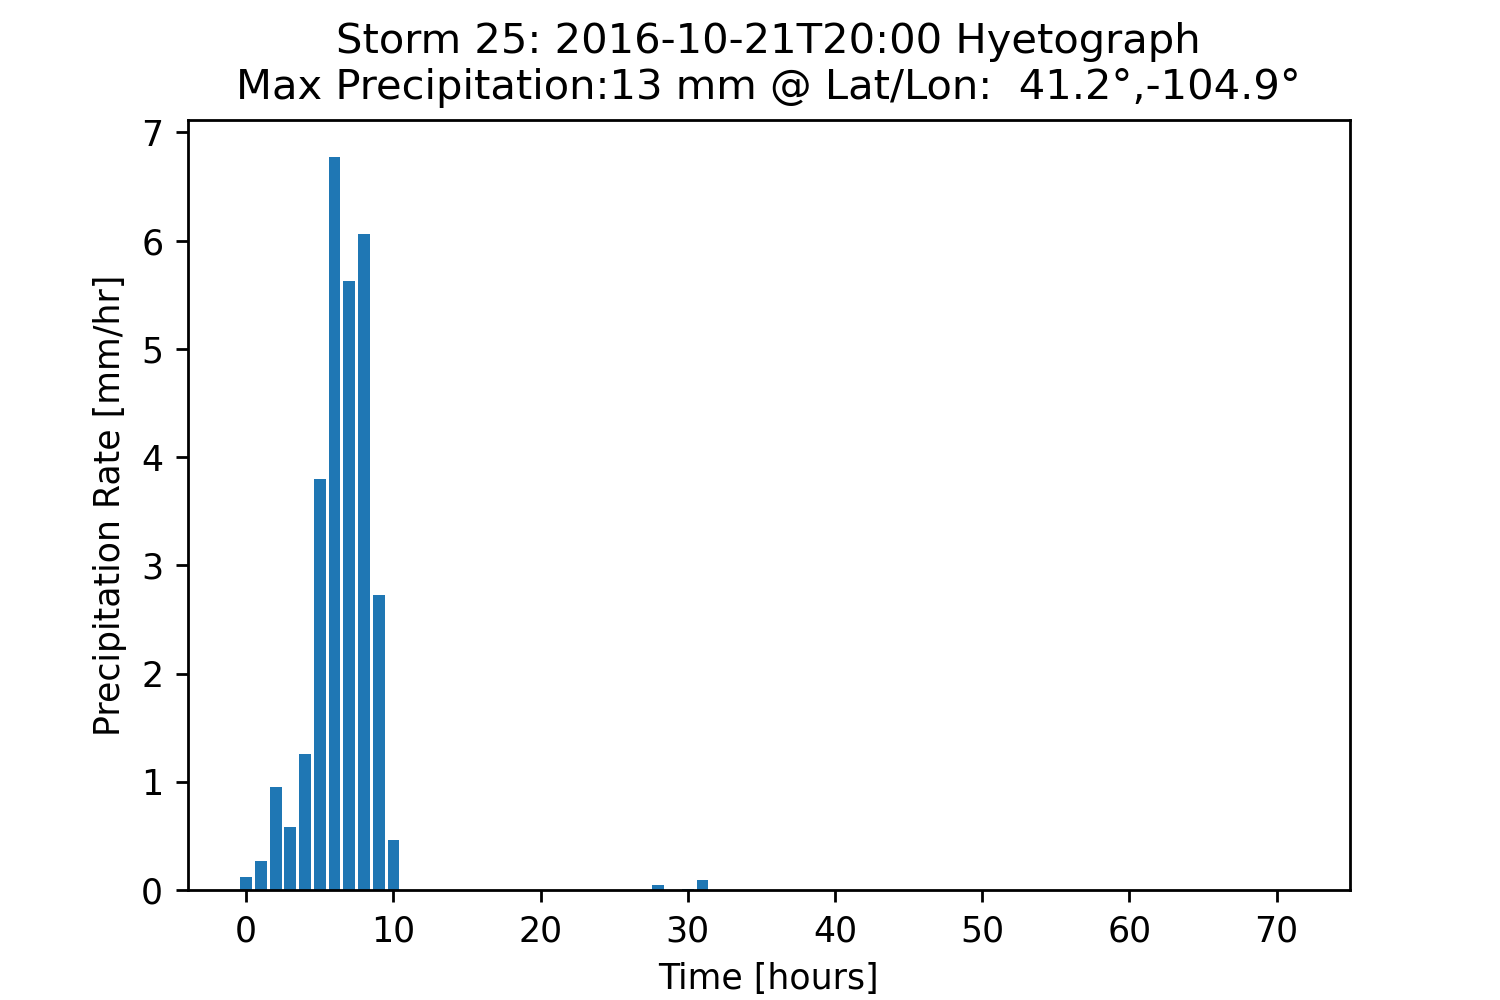 Storm 25: 2016-10-21T20:00 Hyetograph
Max Precipitation:13 mm @ Lat/Lon:  41.2°,-104.9°
7
6
5
4
3
2
1
0
Precipitation Rate [mm/hr]
0 10 20 30 40 50 60 70
Time [hours]